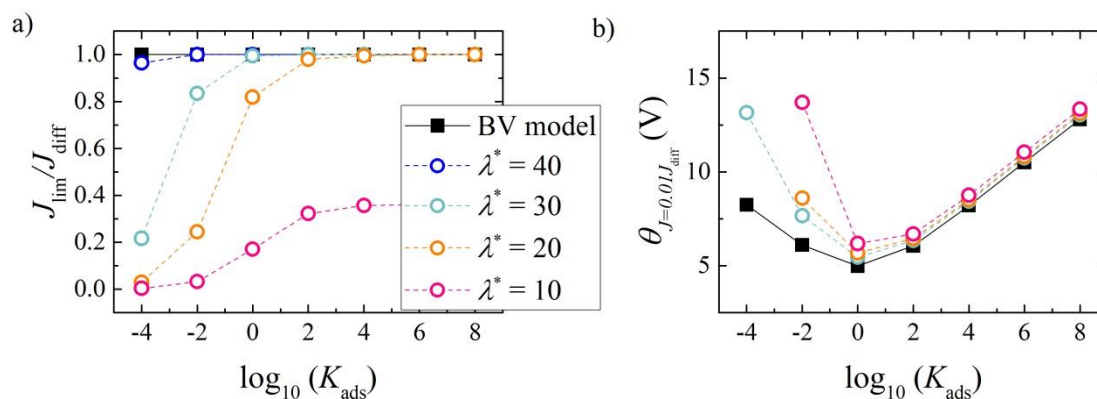 a)
J_lim/J_diff
1.0
0.8
0.6
0.4
0.2
0.0
-4 -2 0 2 4 6 8
log10 (K_ads)
BV model
λ* = 40
λ* = 30
λ* = 20
λ* = 10
b)
θ_J=0.01J_diff (V)
15
10
5
-4 -2 0 2 4 6 8
log10 (K_ads)